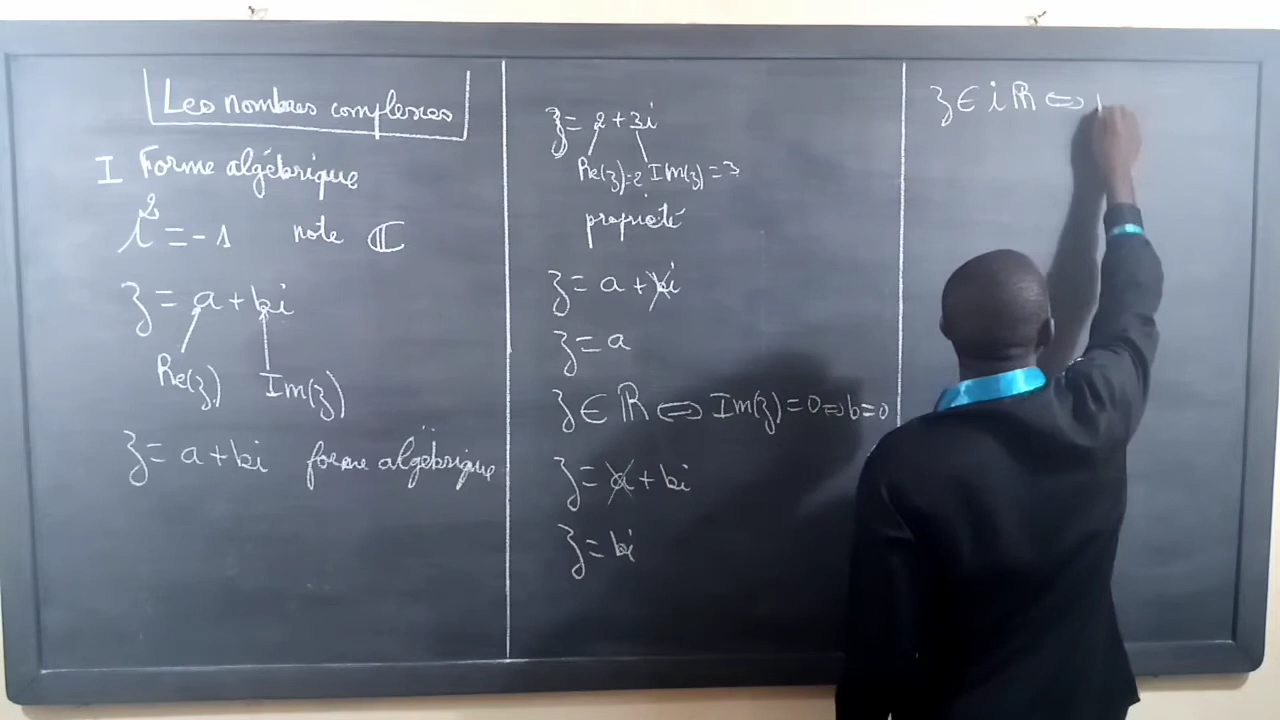 Les nombres complexes
I Forme algébrique
i² = -1 note ℂ
z = a + bi
Re(z) Im(z)
z = a + bi forme algébrique
z = 2 + 3i
Re(z)=2 Im(z) = 3
propriété
z = a + bi
z = a
z ∈ ℝ ⇔ Im(z) = 0 ⇔ b = 0
z = a + bi
z = bi
z ∈ iℝ ⇔